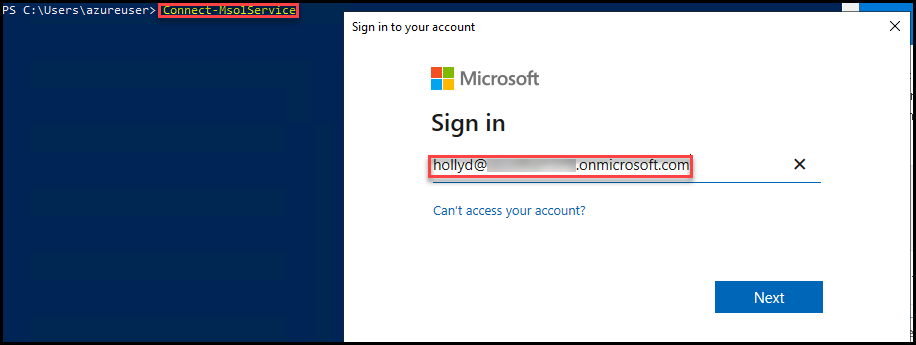 PS C:\Users\azureuser> Connect-MsolService
Sign in to your account
Microsoft
Sign in
hollyd@ .onmicrosoft.com
Can't access your account?
Next